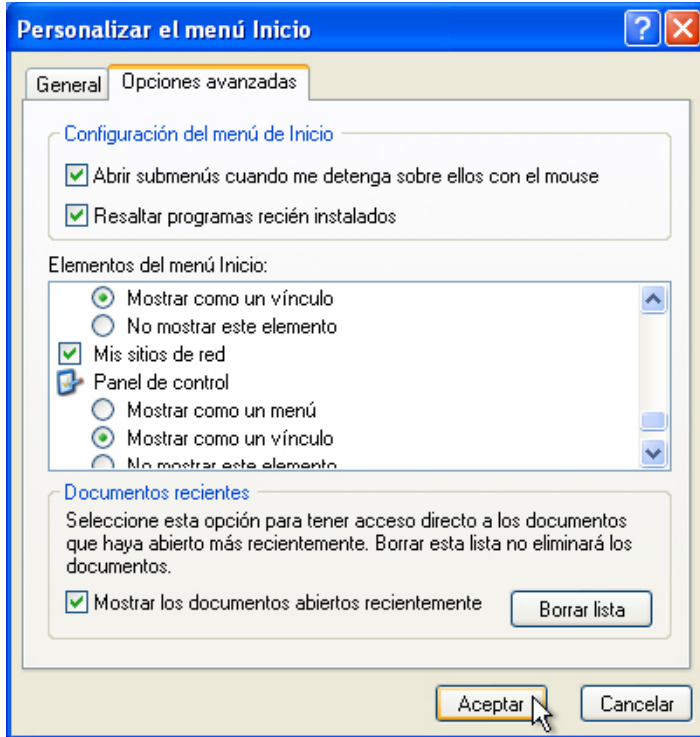 Personalizar el menú Inicio
General
Opciones avanzadas
Configuración del menú de Inicio
Abrir submenús cuando me detenga sobre ellos con el mouse
Resaltar programas recién instalados
Elementos del menú Inicio:
Mostrar como un vínculo
No mostrar este elemento
Mis sitios de red
Panel de control
Mostrar como un menú
Mostrar como un vínculo
No mostrar este elemento
Documentos recientes
Seleccione esta opción para tener acceso directo a los documentos
que haya abierto más recientemente. Borrar esta lista no eliminará los
documentos.
Mostrar los documentos abiertos recientemente
Borrar lista
Aceptar
Cancelar